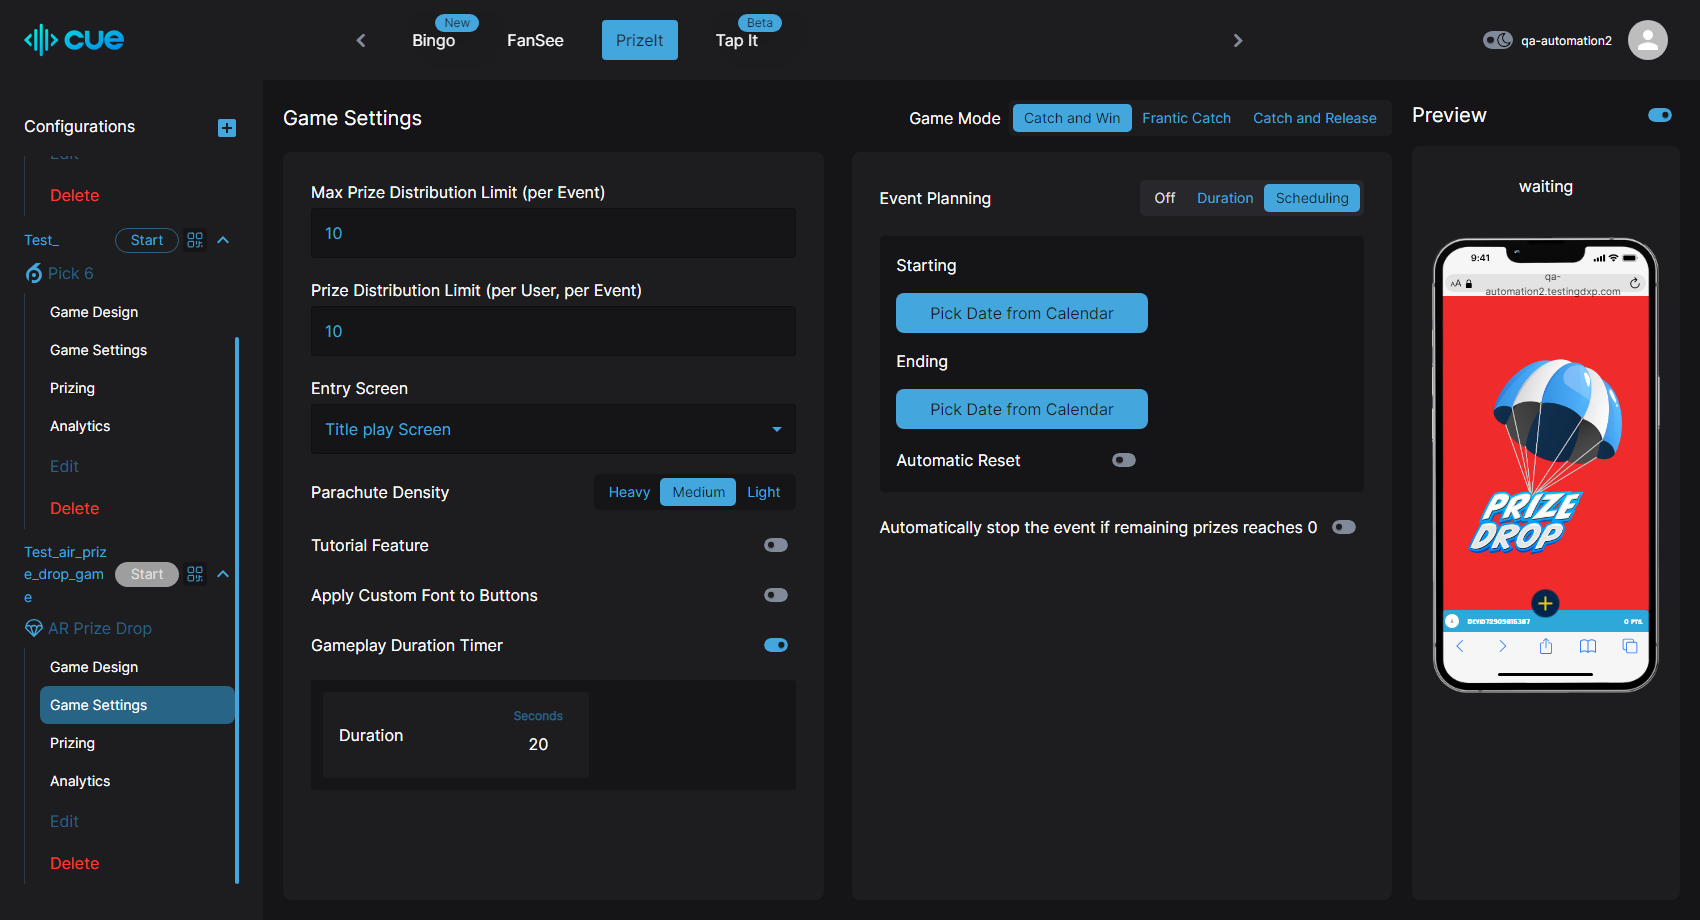 cue
Bingo
New
FanSee
PrizeIt
Tap It
Beta
qa-automation2
Configurations
Edit
Delete
Test_
Start
Pick 6
Game Design
Game Settings
Prizing
Analytics
Edit
Delete
Test_air_priz
e_drop_gam
e
Start
AR Prize Drop
Game Design
Game Settings
Prizing
Analytics
Edit
Delete
Game Settings
Game Mode
Catch and Win
Frantic Catch
Catch and Release
Max Prize Distribution Limit (per Event)
10
Prize Distribution Limit (per User, per Event)
10
Entry Screen
Title play Screen
Parachute Density
Heavy
Medium
Light
Tutorial Feature
Apply Custom Font to Buttons
Gameplay Duration Timer
Duration
Seconds
20
Event Planning
Off
Duration
Scheduling
Starting
Pick Date from Calendar
Ending
Pick Date from Calendar
Automatic Reset
Automatically stop the event if remaining prizes reaches 0
Preview
waiting
9:41
AA
qa-
automation2.testingdxp.com
PRIZE
DROP
0 PTS.